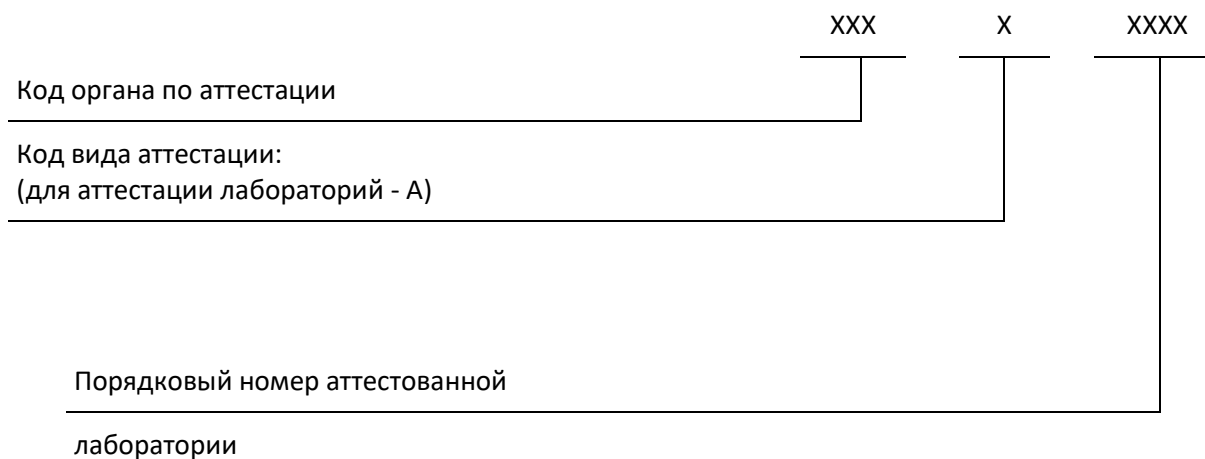 XXX X XXXX
Код органа по аттестации
Код вида аттестации:
(для аттестации лабораторий - А)
Порядковый номер аттестованной
лаборатории